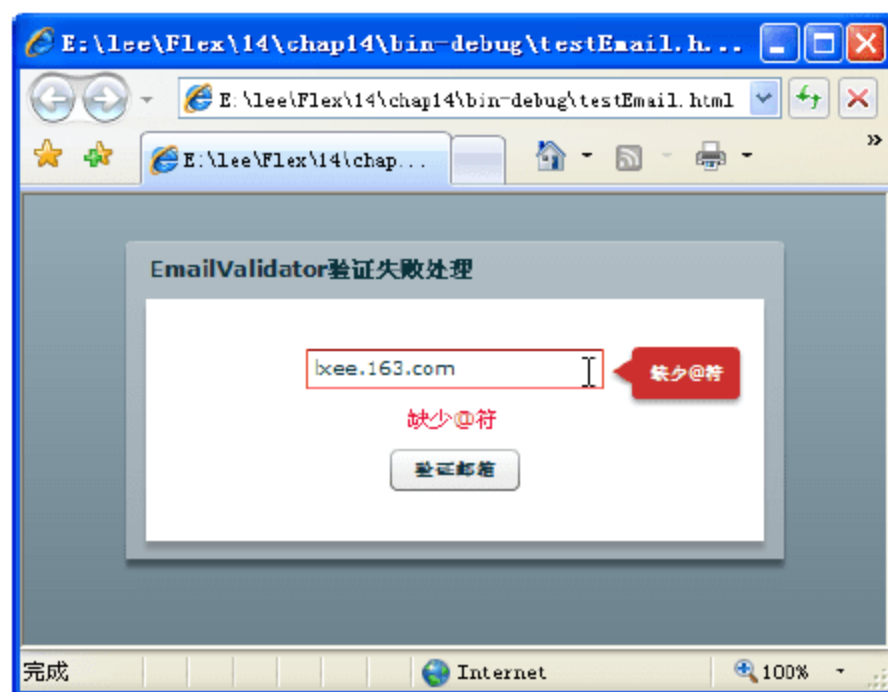 E:\lee\Flex\14\chap14\bin-debug\testEmail.h...
E:\lee\Flex\14\chap14\bin-debug\testEmail.html
E:\lee\Flex\14\chap...
EmailValidator验证失败处理
lxee.163.com
缺少@符
缺少@符
验证邮箱
完成
Internet
100%